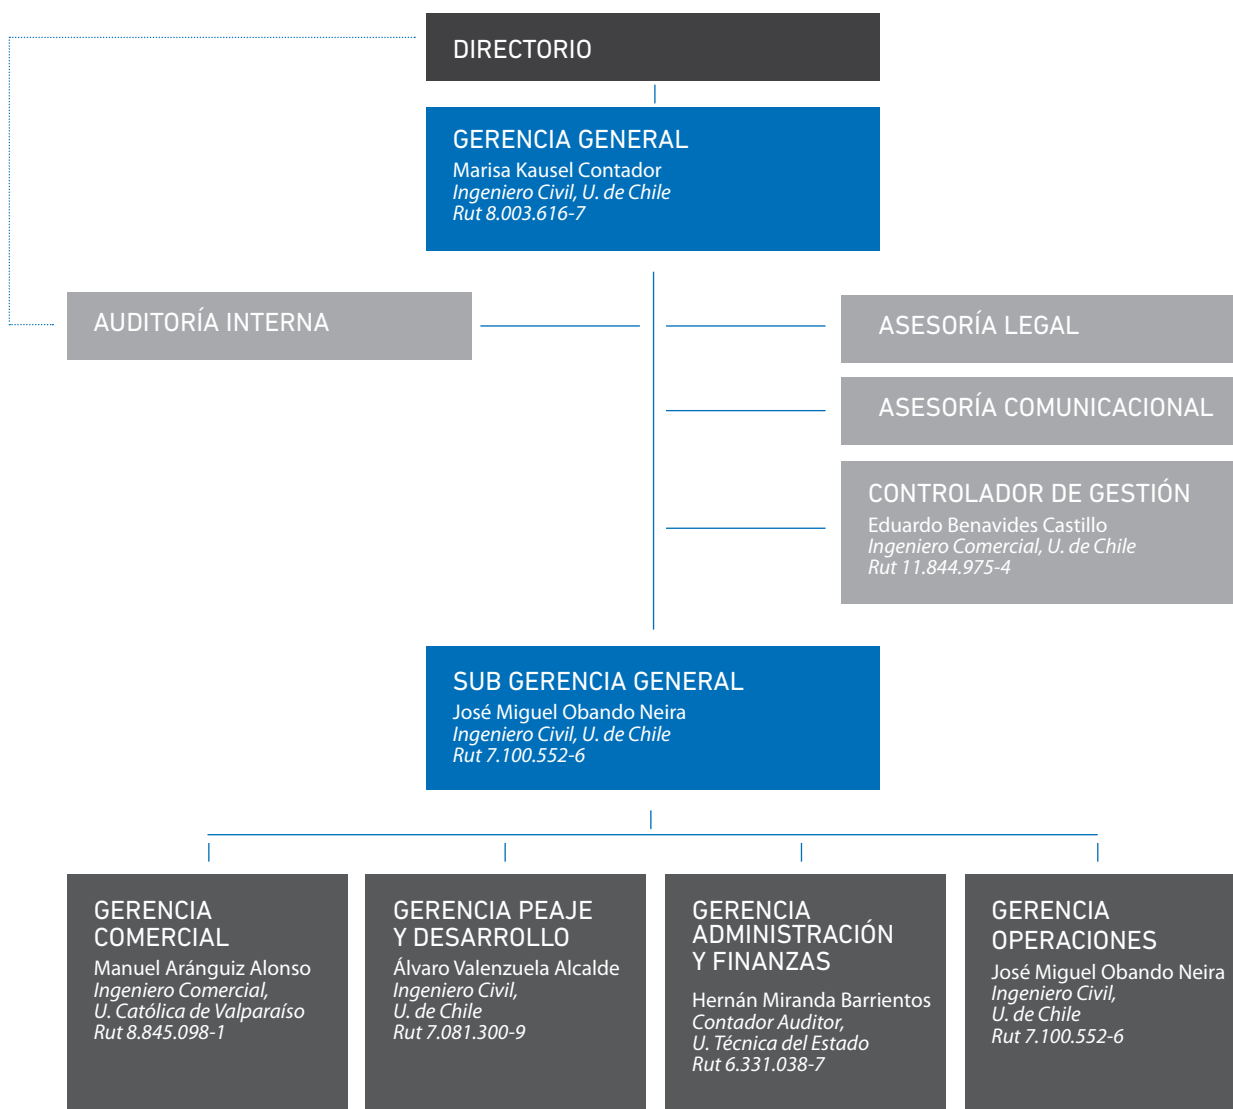 DIRECTORIO
GERENCIA GENERAL
Marisa Kausel Contador
Ingeniero Civil, U. de Chile
Rut 8.003.616-7
AUDITORÍA INTERNA
ASESORÍA LEGAL
ASESORÍA COMUNICACIONAL
CONTROLADOR DE GESTIÓN
Eduardo Benavides Castillo
Ingeniero Comercial, U. de Chile
Rut 11.844.975-4
SUB GERENCIA GENERAL
José Miguel Obando Neira
Ingeniero Civil, U. de Chile
Rut 7.100.552-6
GERENCIA
COMERCIAL
Manuel Aránguiz Alonso
Ingeniero Comercial,
U. Católica de Valparaíso
Rut 8.845.098-1
GERENCIA PEAJE
Y DESARROLLO
Álvaro Valenzuela Alcalde
Ingeniero Civil,
U. de Chile
Rut 7.081.300-9
GERENCIA
ADMINISTRACIÓN
Y FINANZAS
Hernán Miranda Barrientos
Contador Auditor,
U. Técnica del Estado
Rut 6.331.038-7
GERENCIA
OPERACIONES
José Miguel Obando Neira
Ingeniero Civil,
U. de Chile
Rut 7.100.552-6